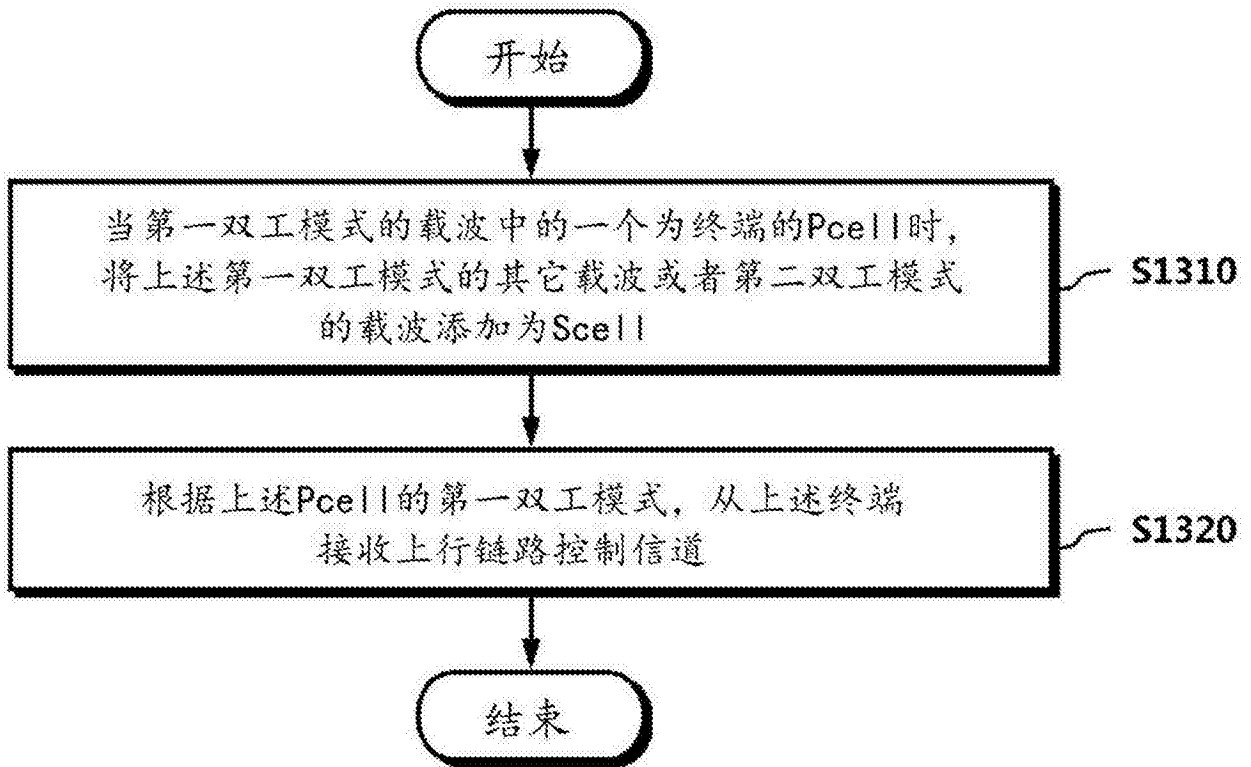 开始
当第一双工模式的载波中的一个为终端的Pcell时,
将上述第一双工模式的其它载波或者第二双工模式
的载波添加为Scell
S1310
根据上述Pcell的第一双工模式, 从上述终端
接收上行链路控制信道
S1320
结束